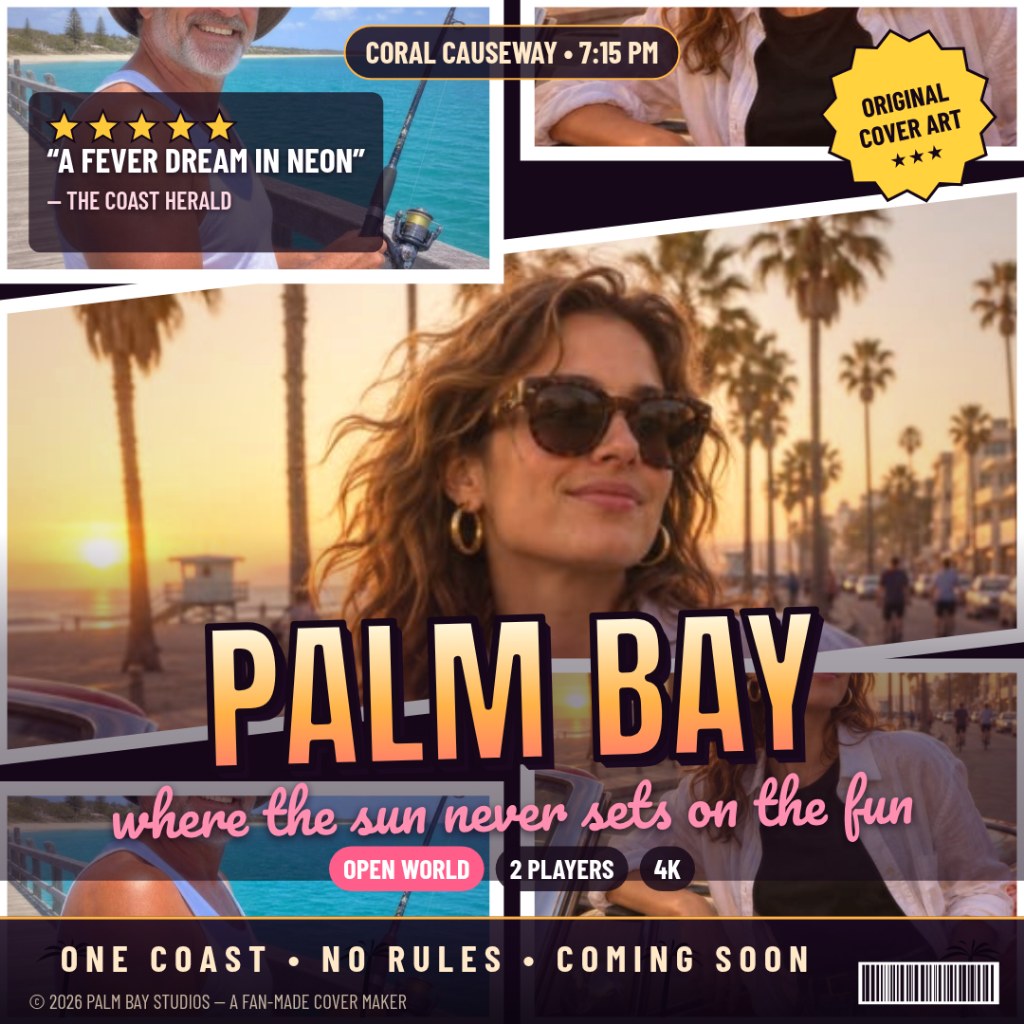 CORAL CAUSEWAY • 7:15 PM
ORIGINAL
COVER ART
★★★
★★★★★
“A FEVER DREAM IN NEON”
– THE COAST HERALD
PALM BAY
where the sun never sets on the fun
OPEN WORLD 2 PLAYERS 4K
ONE COAST • NO RULES • COMING SOON
© 2026 PALM BAY STUDIOS – A FAN-MADE COVER MAKER